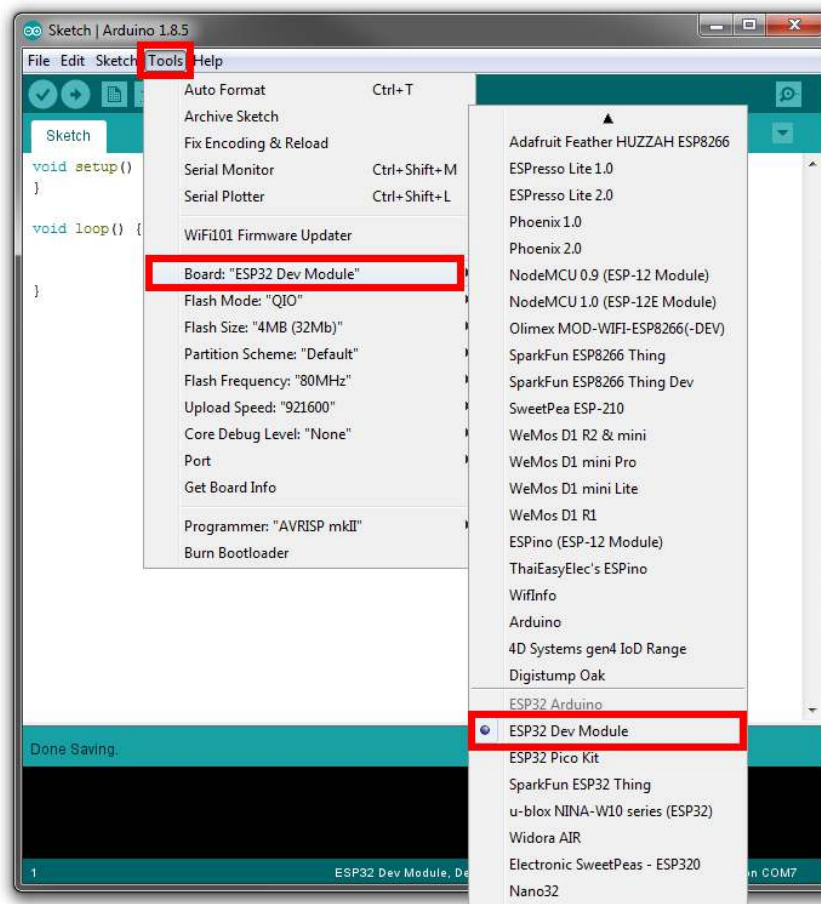 Sketch | Arduino 1.8.5
File Edit Sketch Tools Help
Sketch
void setup()
}
void loop() {
}
Auto Format Ctrl+T
Archive Sketch
Fix Encoding & Reload
Serial Monitor Ctrl+Shift+M
Serial Plotter Ctrl+Shift+L
WiFi101 Firmware Updater
Board: "ESP32 Dev Module"
Flash Mode: "QIO"
Flash Size: "4MB (32Mb)"
Partition Scheme: "Default"
Flash Frequency: "80MHz"
Upload Speed: "921600"
Core Debug Level: "None"
Port
Get Board Info
Programmer: "AVRISP mkII"
Burn Bootloader
Adafruit Feather HUZZAH ESP8266
ESPresso Lite 1.0
ESPresso Lite 2.0
Phoenix 1.0
Phoenix 2.0
NodeMCU 0.9 (ESP-12 Module)
NodeMCU 1.0 (ESP-12E Module)
Olimex MOD-WIFI-ESP8266(-DEV)
SparkFun ESP8266 Thing
SparkFun ESP8266 Thing Dev
SweetPea ESP-210
WeMos D1 R2 & mini
WeMos D1 mini Pro
WeMos D1 mini Lite
WeMos D1 R1
ESPino (ESP-12 Module)
ThaiEasyElec's ESPino
WifInfo
Arduino
4D Systems gen4 IoD Range
Digistump Oak
ESP32 Arduino
ESP32 Dev Module
ESP32 Pico Kit
SparkFun ESP32 Thing
u-blox NINA-W10 series (ESP32)
Widora AIR
Electronic SweetPeas - ESP320
Nano32
Done Saving.
1 ESP32 Dev Module, De
n COM7